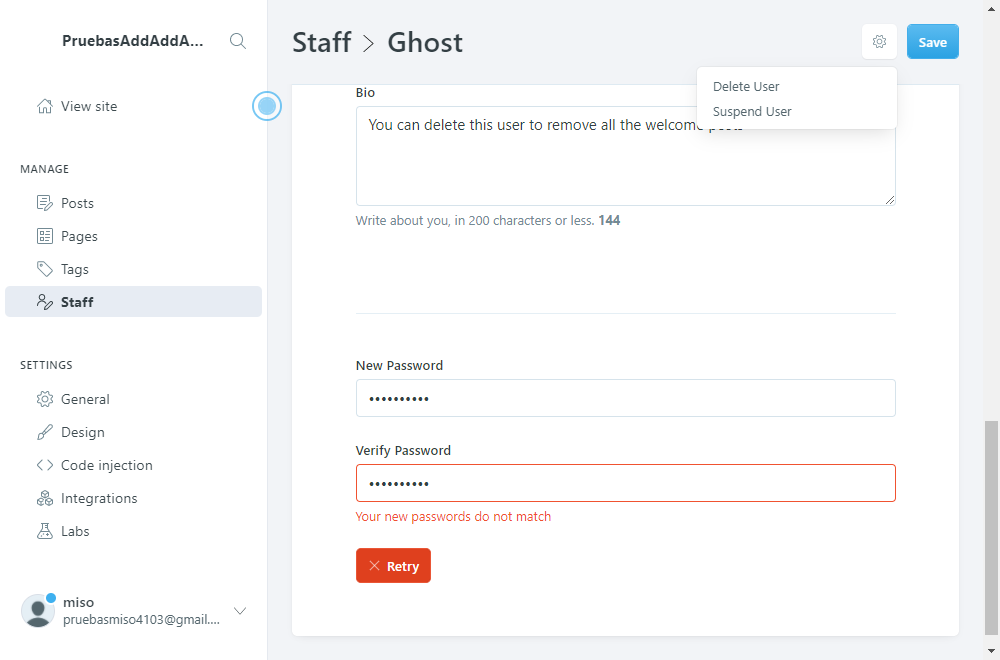 PruebasAddAddA...
View site
MANAGE
Posts
Pages
Tags
Staff
SETTINGS
General
Design
Code injection
Integrations
Labs
miso
pruebasmiso4103@gmail....
Staff > Ghost
Save
Delete User
Suspend User
Bio
You can delete this user to remove all the welcome posts
Write about you, in 200 characters or less. 144
New Password
••••••••••
Verify Password
••••••••••
Your new passwords do not match
Retry